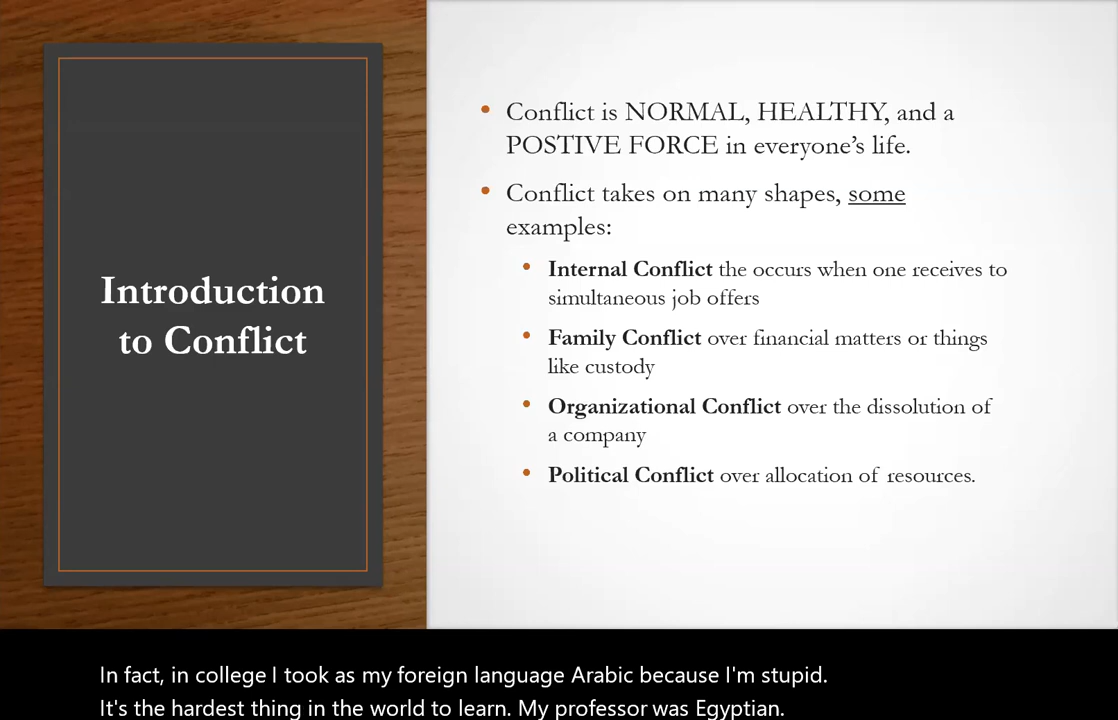 Introduction
to Conflict
• Conflict is NORMAL, HEALTHY, and a
POSTIVE FORCE in everyone’s life.
• Conflict takes on many shapes, some
examples:
• Internal Conflict the occurs when one receives to
simultaneous job offers
• Family Conflict over financial matters or things
like custody
• Organizational Conflict over the dissolution of
a company
• Political Conflict over allocation of resources.
In fact, in college I took as my foreign language Arabic because I'm stupid.
It's the hardest thing in the world to learn. My professor was Egyptian.